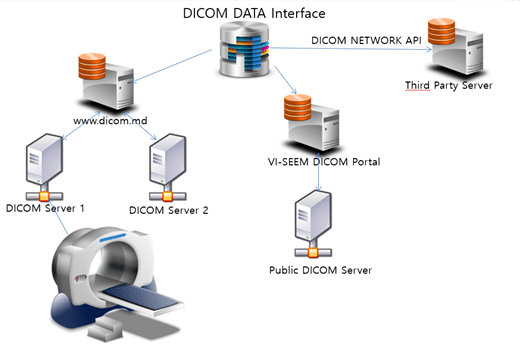 DICOM DATA Interface
DICOM NETWORK API
Third Party Server
www.dicom.md
VI-SEEM DICOM Portal
DICOM Server 1
DICOM Server 2
Public DICOM Server